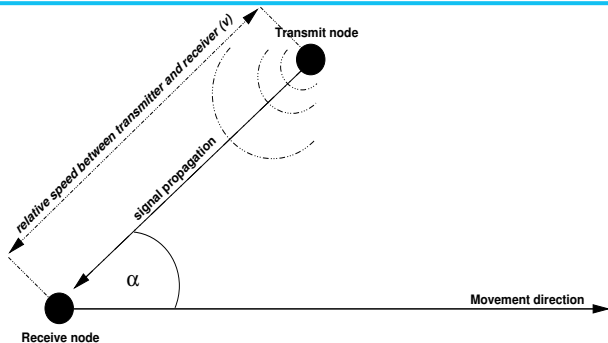 Transmit node
relative speed between transmitter and receiver (v)
signal propagation
α
Movement direction
Receive node